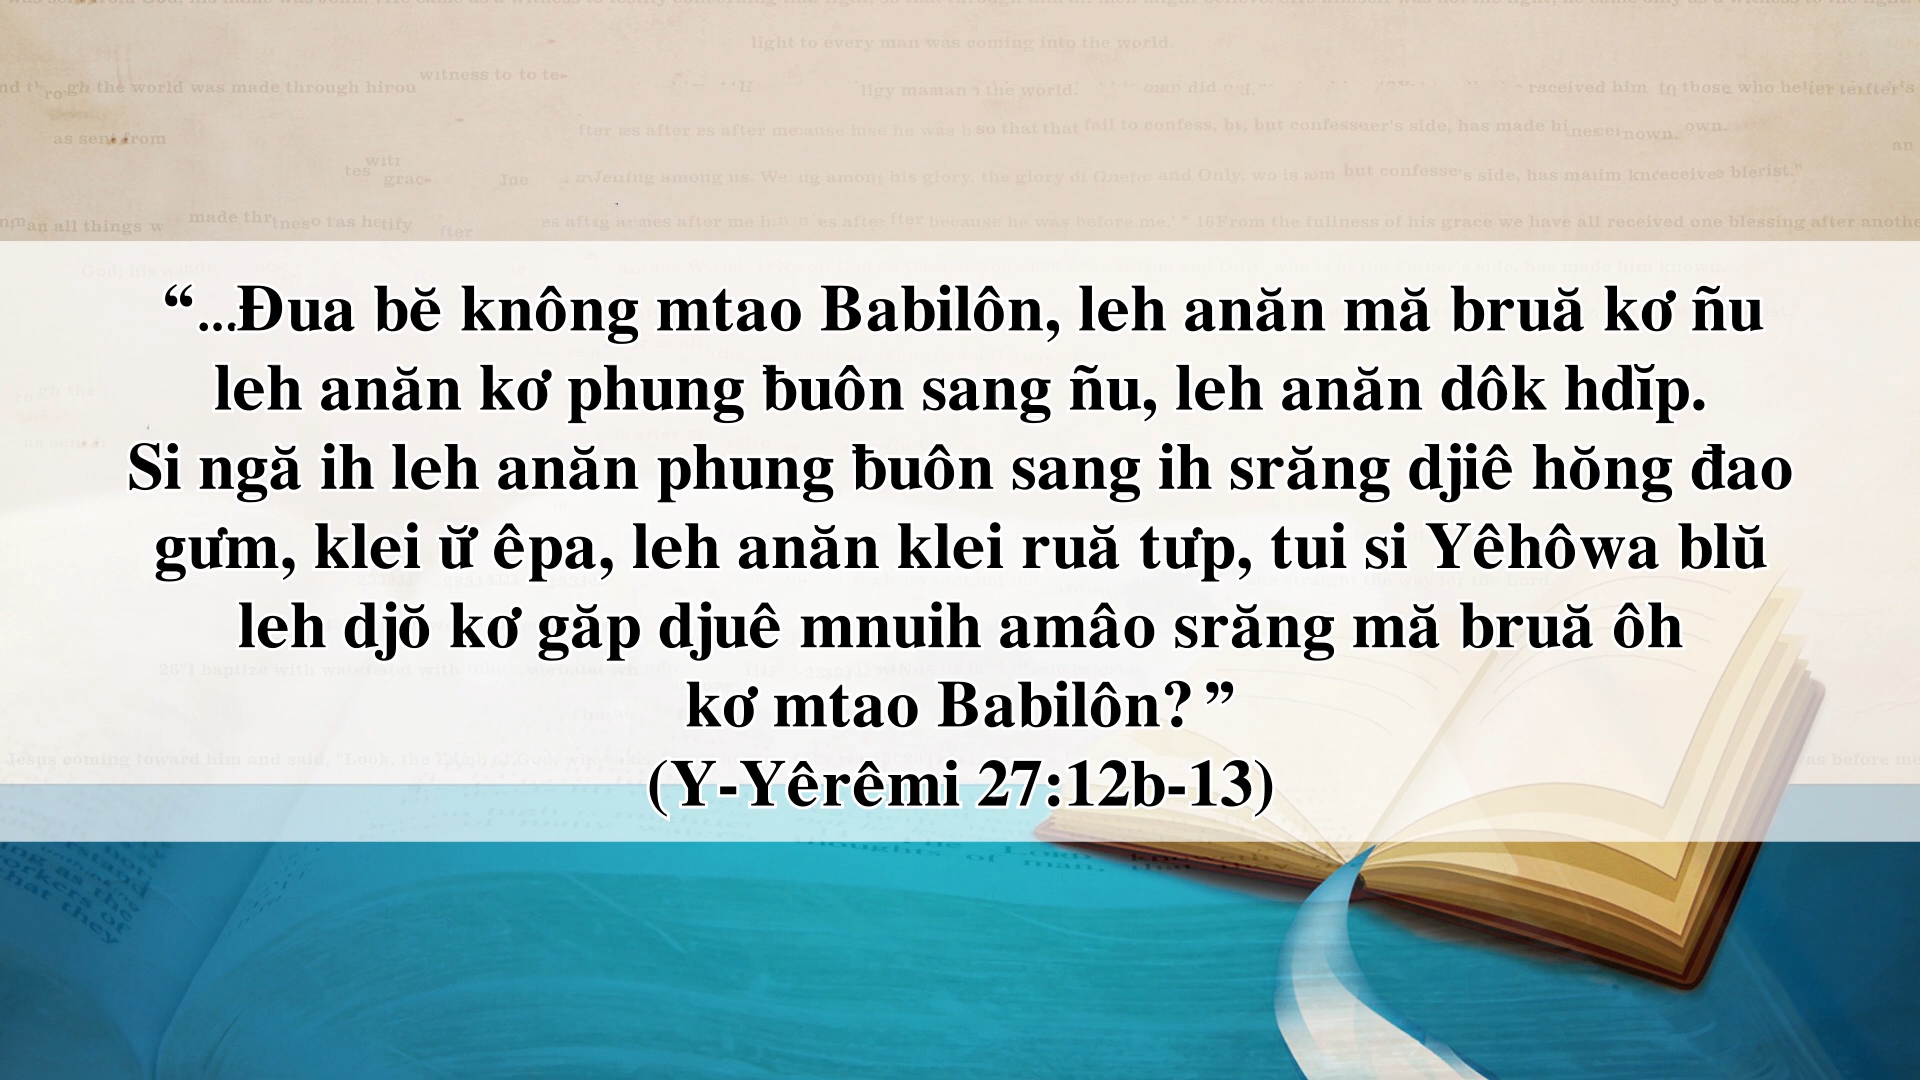 “...Đua bĕ knông mtao Babilôn, leh anăn mă bruă kơ ñu
leh anăn kơ phung ƀuôn sang ñu, leh anăn dôk hdĭp.
Si ngă ih leh anăn phung ƀuôn sang ih srăng djiê hŏng đao
gưm, klei ư̆ êpa, leh anăn klei ruă tưp, tui si Yêhôwa blŭ
leh djŏ kơ găp djuê mnuih amâo srăng mă bruă ôh
kơ mtao Babilôn?”
(Y-Yêrêmi 27:12b-13)